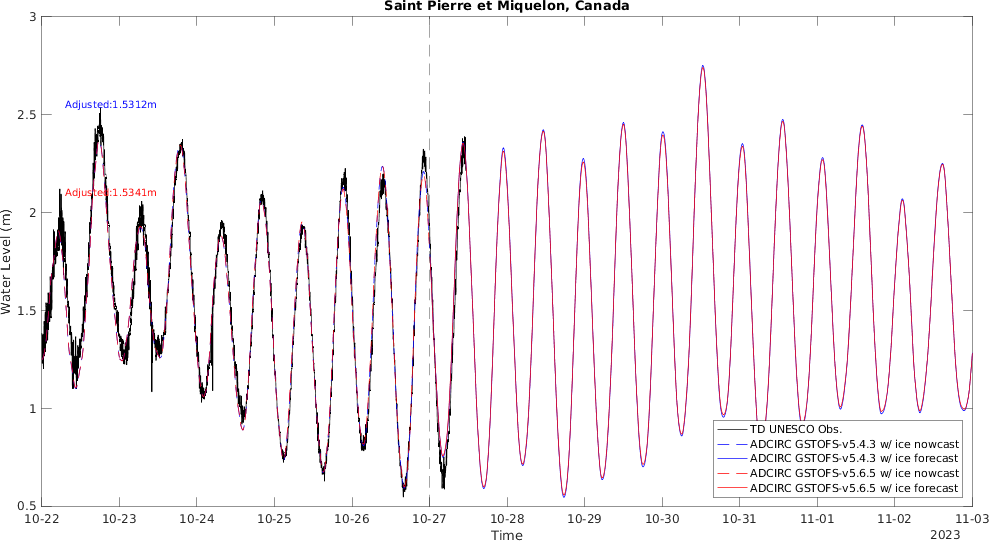 Saint Pierre et Miquelon, Canada
3
2.5
2
1.5
1
0.5
Water Level (m)
Adjusted:1.5312m
Adjusted:1.5341m
TD UNESCO Obs.
ADCIRC GSTOFS-v5.4.3 w/ ice nowcast
ADCIRC GSTOFS-v5.4.3 w/ ice forecast
ADCIRC GSTOFS-v5.6.5 w/ ice nowcast
ADCIRC GSTOFS-v5.6.5 w/ ice forecast
10-22 10-23 10-24 10-25 10-26 10-27 10-28 10-29 10-30 10-31 11-01 11-02 11-03
Time
2023